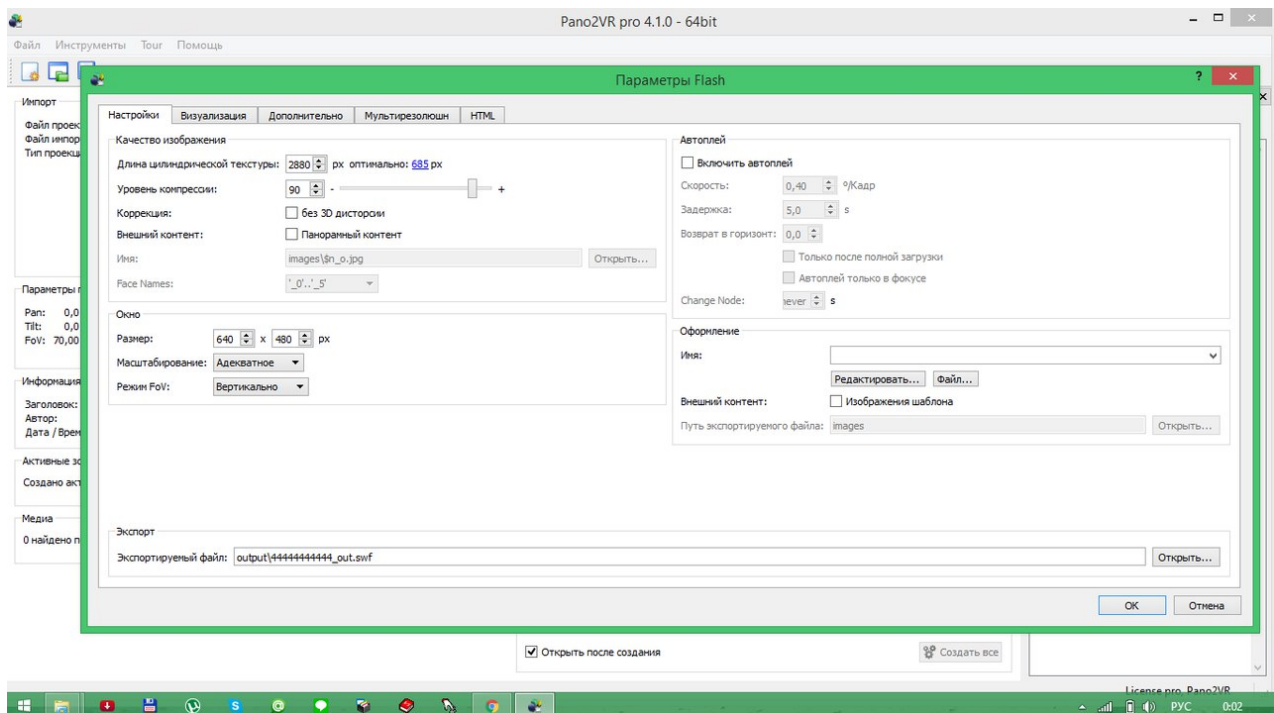 Pano2VR pro 4.1.0 - 64bit
Файл Инструменты Tour Помощь
Параметры Flash
?
Импорт
Файл проек
Файл импор
Тип проекци
Параметры п
Pan: 0,0
Tilt: 0,0
FoV: 70,00
Информация
Заголовок:
Автор:
Дата / Врем
Активные зо
Создано акт
Медиа
0 найдено п
Настройки Визуализация Дополнительно Мультирезолюшн HTML
Качество изображения
Длина цилиндрической текстуры: 2880 px оптимально: 685 px
Уровень компрессии: 90 - +
Коррекция: без 3D дисторсии
Внешний контент: Панорамный контент
Имя: images\$n_o.jpg Открыть...
Face Names: '_0'..'_5'
Окно
Размер: 640 x 480 px
Масштабирование: Адекватное
Режим FoV: Вертикально
Автоплей
Включить автоплей
Скорость: 0,40 °/Кадр
Задержка: 5,0 s
Возврат в горизонт: 0,0
Только после полной загрузки
Автоплей только в фокусе
Change Node: never s
Оформление
Имя:
Редактировать... Файл...
Внешний контент: Изображения шаблона
Путь экспортируемого файла: images Открыть...
Экспорт
Экспортируемый файл: output\44444444444_out.swf Открыть...
OK Отмена
Открыть после создания Создать все
License pro, Pano2VR
РУС 0:02